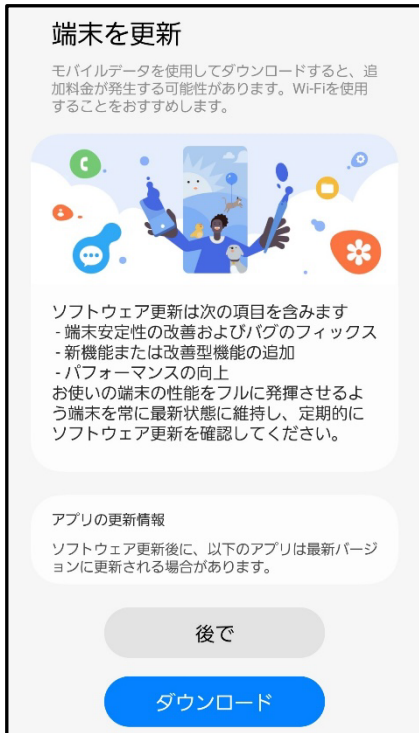 端末を更新
モバイルデータを使用してダウンロードすると、追
加料金が発生する可能性があります。Wi-Fiを使用
することをおすすめします。
ソフトウェア更新は次の項目を含みます
- 端末安定性の改善およびバグのフィックス
- 新機能または改善型機能の追加
- パフォーマンスの向上
お使いの端末の性能をフルに発揮させるよ
う端末を常に最新状態に維持し、定期的に
ソフトウェア更新を確認してください。
アプリの更新情報
ソフトウェア更新後に、以下のアプリは最新バージ
ョンに更新される場合があります。
後で
ダウンロード